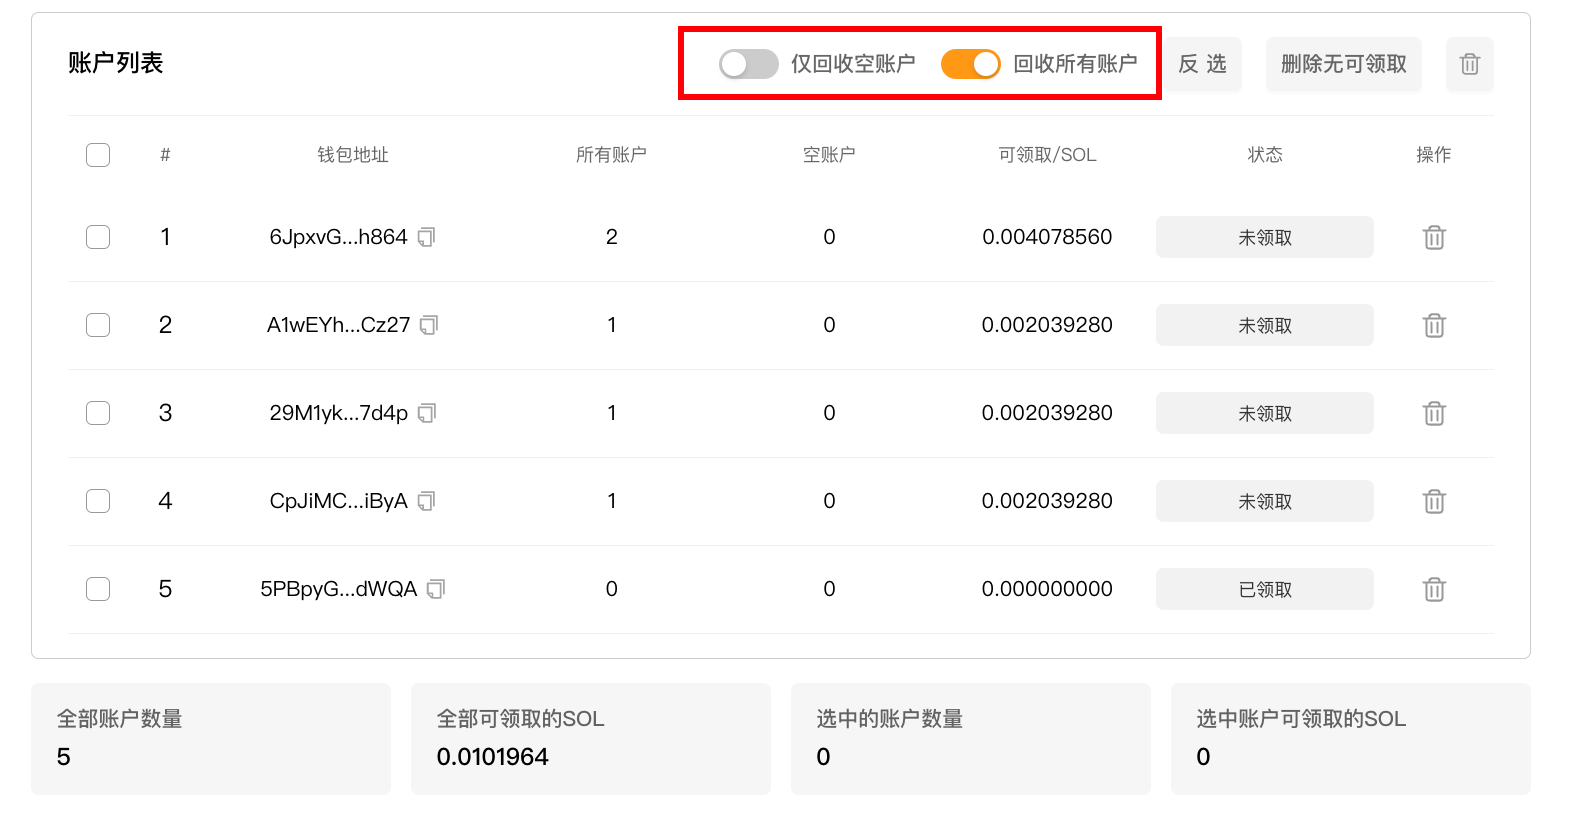 账户列表 仅回收空账户 回收所有账户 反 选 删除无可领取
# 钱包地址 所有账户 空账户 可领取/SOL 状态 操作
1 6JpxvG...h864 2 0 0.004078560 未领取
2 A1wEYh...Cz27 1 0 0.002039280 未领取
3 29M1yk...7d4p 1 0 0.002039280 未领取
4 CpJiMC...iByA 1 0 0.002039280 未领取
5 5PBpyG...dWQA 0 0 0.000000000 已领取
全部账户数量 全部可领取的SOL 选中的账户数量 选中账户可领取的SOL
5 0.0101964 0 0